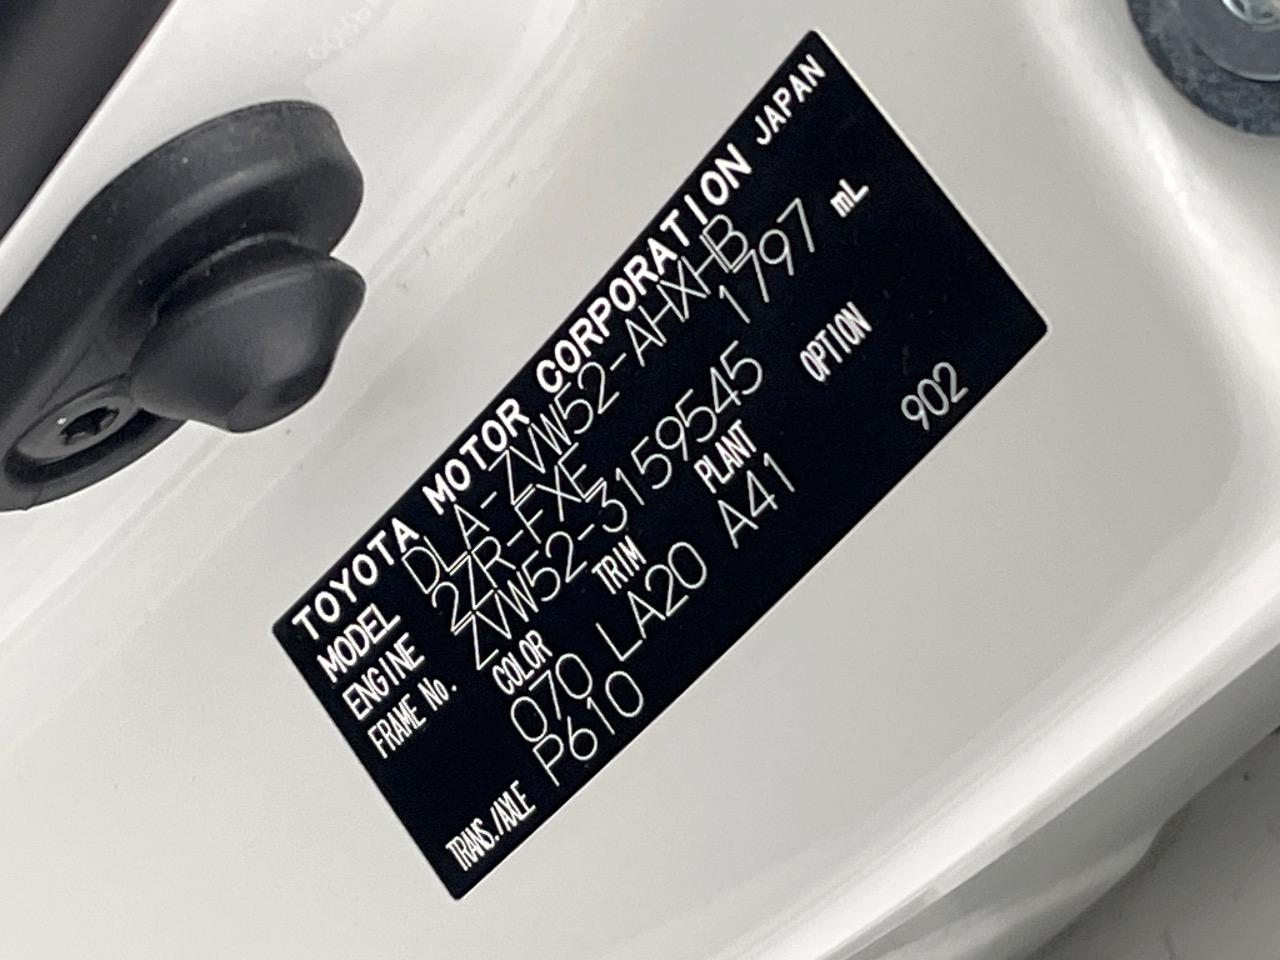 TOYOTA MOTOR CORPORATION JAPAN
MODEL DLA-ZVW52-AHXHB
ENGINE 2ZR-FXE 1797 mL
FRAME No. ZVW52-3159545
COLOR TRIM PLANT OPTION
070 LA20 A41 902
TRANS./AXLE P610